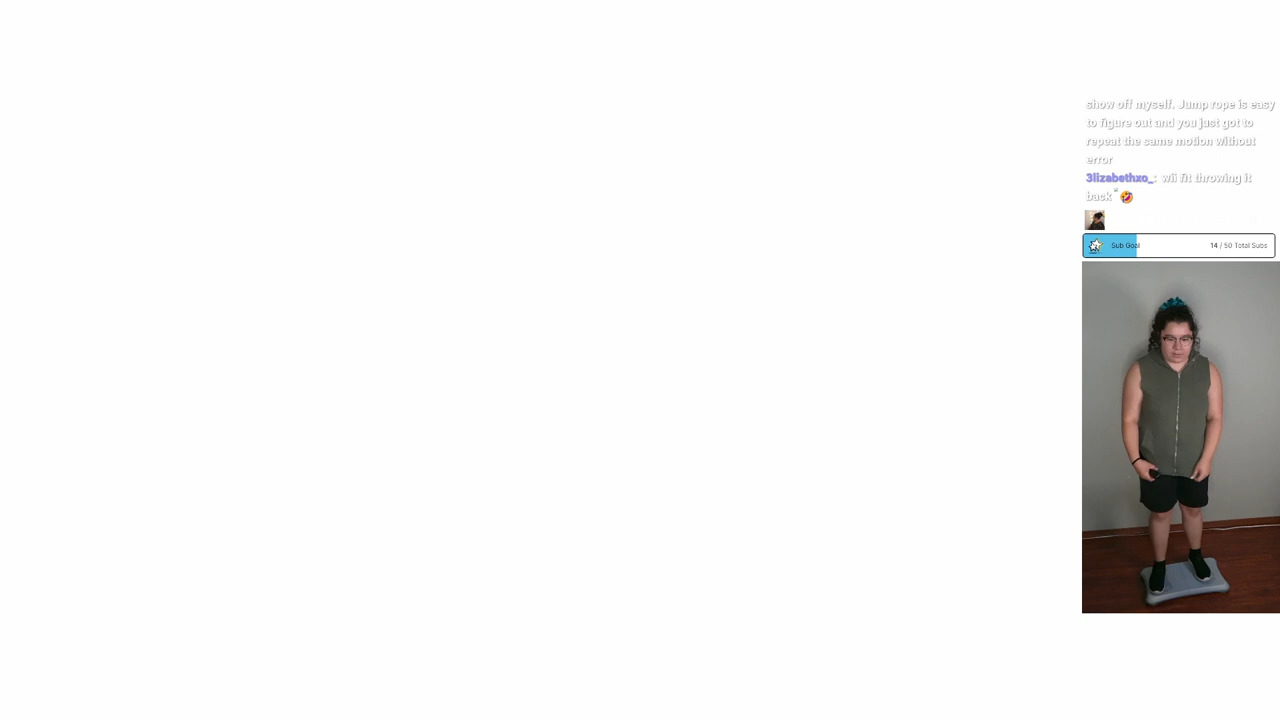 show off myself. Jump rope is easy
to figure out and you just got to
repeat the same motion without
error
3lizabethxo_: wii fit throwing it
back 🤣
Sub Goal 14 / 50 Total Subs